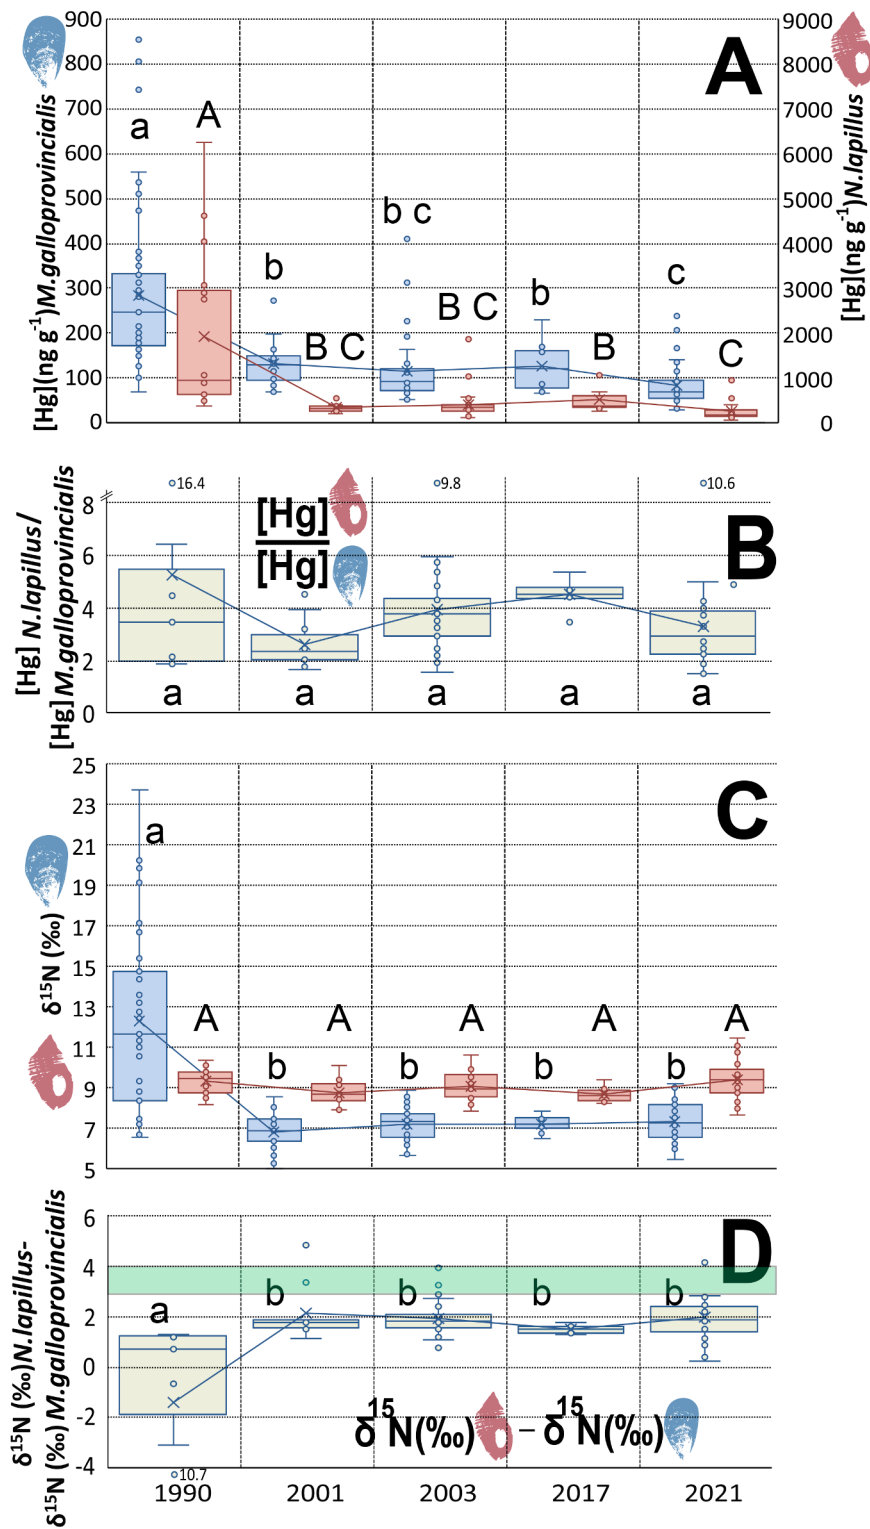 A
[Hg](ng g⁻¹)M.galloprovincialis
900
800
700
600
500
400
300
200
100
0
9000
8000
7000
6000
5000
4000
3000
2000
1000
0
[Hg](ng g⁻¹)N.lapillus
a
A
b
B C
b c
B C
b
B
c
C
B
[Hg] N.lapillus/
[Hg]M.galloprovincialis
8
6
4
2
0
16.4
9.8
10.6
[Hg]
[Hg]
a
a
a
a
a
C
δ¹⁵N (‰)
25
23
21
19
17
15
13
11
9
7
5
a
A
b
A
b
A
b
A
b
A
D
δ¹⁵N (‰)N.lapillus-
δ¹⁵N (‰)M.galloprovincialis
6
4
2
0
-2
-4
a
b
b
b
b
10.7
δ¹⁵N(‰) – δ¹⁵N(‰)
1990
2001
2003
2017
2021